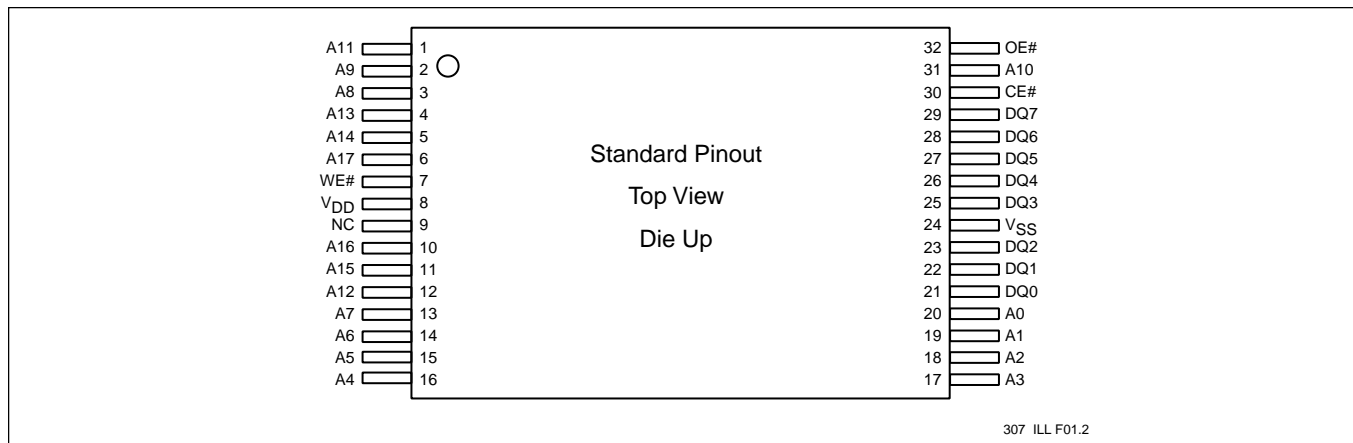 A11 1 32 OE#
A9 2 31 A10
A8 3 30 CE#
A13 4 29 DQ7
A14 5 28 DQ6
A17 6 27 DQ5
WE# 7 26 DQ4
VDD 8 25 DQ3
NC 9 24 VSS
A16 10 23 DQ2
A15 11 22 DQ1
A12 12 21 DQ0
A7 13 20 A0
A6 14 19 A1
A5 15 18 A2
A4 16 17 A3
Standard Pinout
Top View
Die Up
307 ILL F01.2